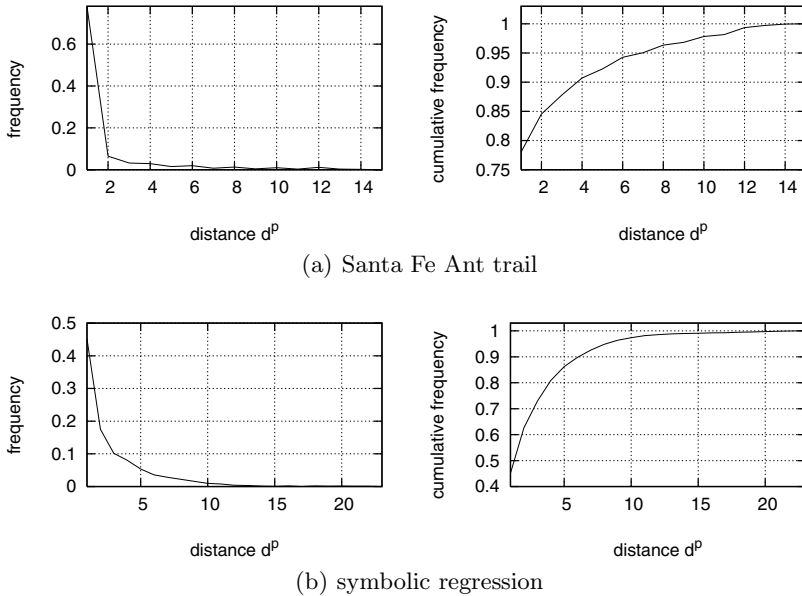 frequency
0.6
0.4
0.2
0
2 4 6 8 10 12 14
distance d^p
cumulative frequency
1
0.95
0.9
0.85
0.8
0.75
2 4 6 8 10 12 14
distance d^p
(a) Santa Fe Ant trail
frequency
0.5
0.4
0.3
0.2
0.1
0
5 10 15 20
distance d^p
cumulative frequency
1
0.9
0.8
0.7
0.6
0.5
0.4
5 10 15 20
distance d^p
(b) symbolic regression